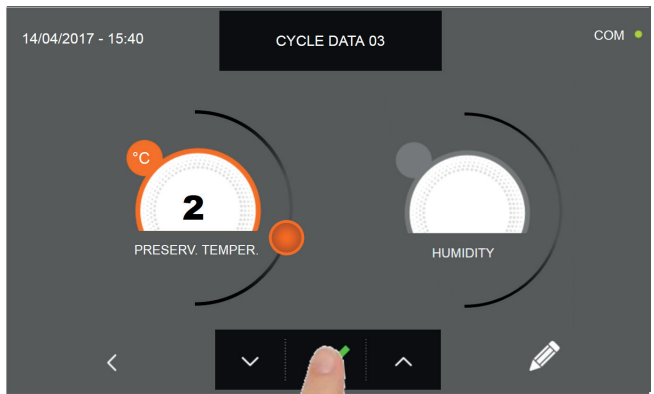 14/04/2017 - 15:40
CYCLE DATA 03
COM
°C
2
PRESERV. TEMPER.
HUMIDITY